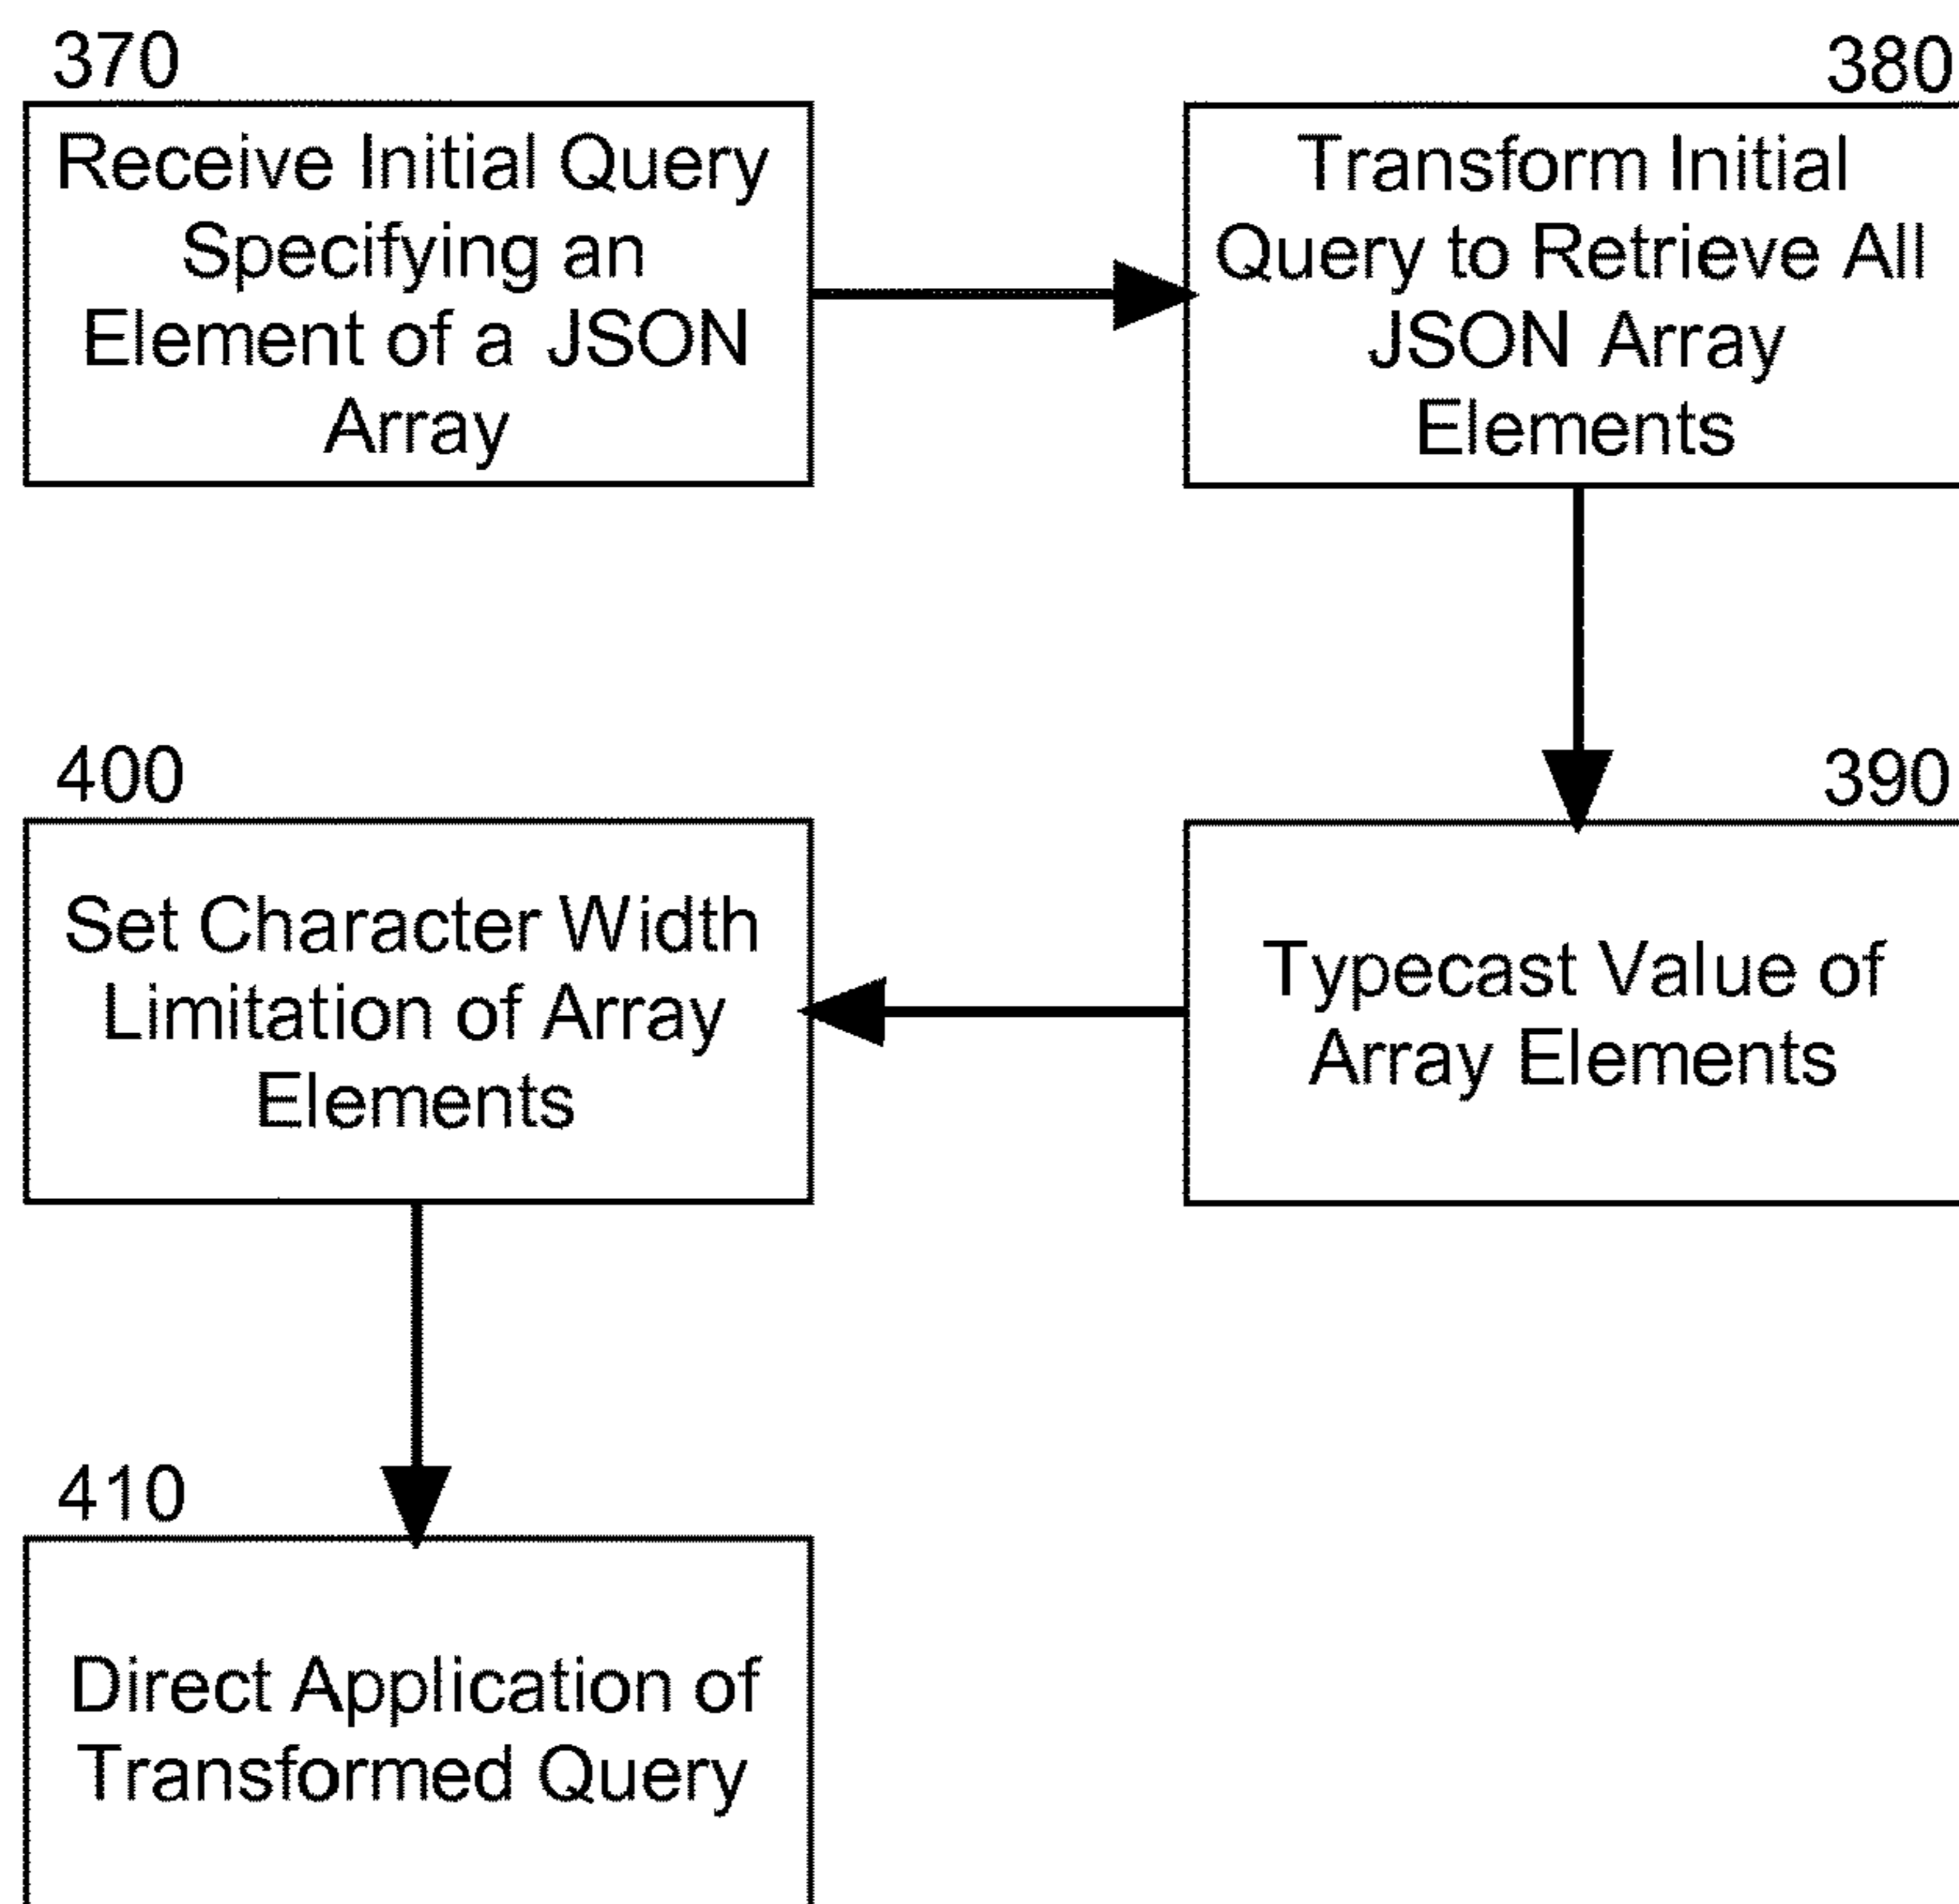 370
Receive Initial Query
Specifying an
Element of a JSON
Array
380
Transform Initial
Query to Retrieve All
JSON Array
Elements
390
Typecast Value of
Array Elements
400
Set Character Width
Limitation of Array
Elements
410
Direct Application of
Transformed Query